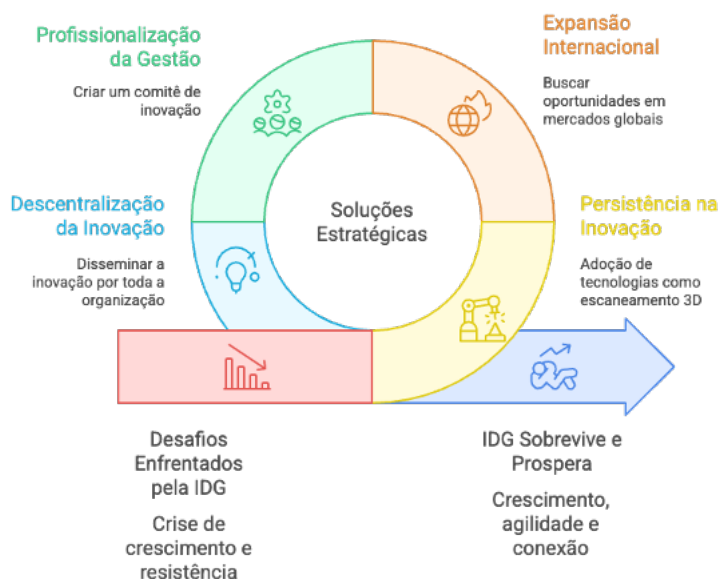 Profissionalização
da Gestão
Criar um comitê de
inovação
Expansão
Internacional
Buscar
oportunidades em
mercados globais
Descentralização
da Inovação
Disseminar a
inovação por toda a
organização
Soluções
Estratégicas
Persistência na
Inovação
Adoção de
tecnologias como
escaneamento 3D
Desafios
Enfrentados
pela IDG
Crise de
crescimento e
resistência
IDG Sobrevive e
Prospera
Crescimento,
agilidade e
conexão